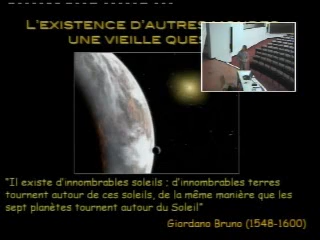 L'EXISTENCE D'AUTRES
UNE VIEILLE
"Il existe d'innombrables soleils ; d'innombrables terres
tournent autour de ces soleils, de la même manière que les
sept planètes tournent autour du Soleil"
Giordano Bruno (1548-1600)